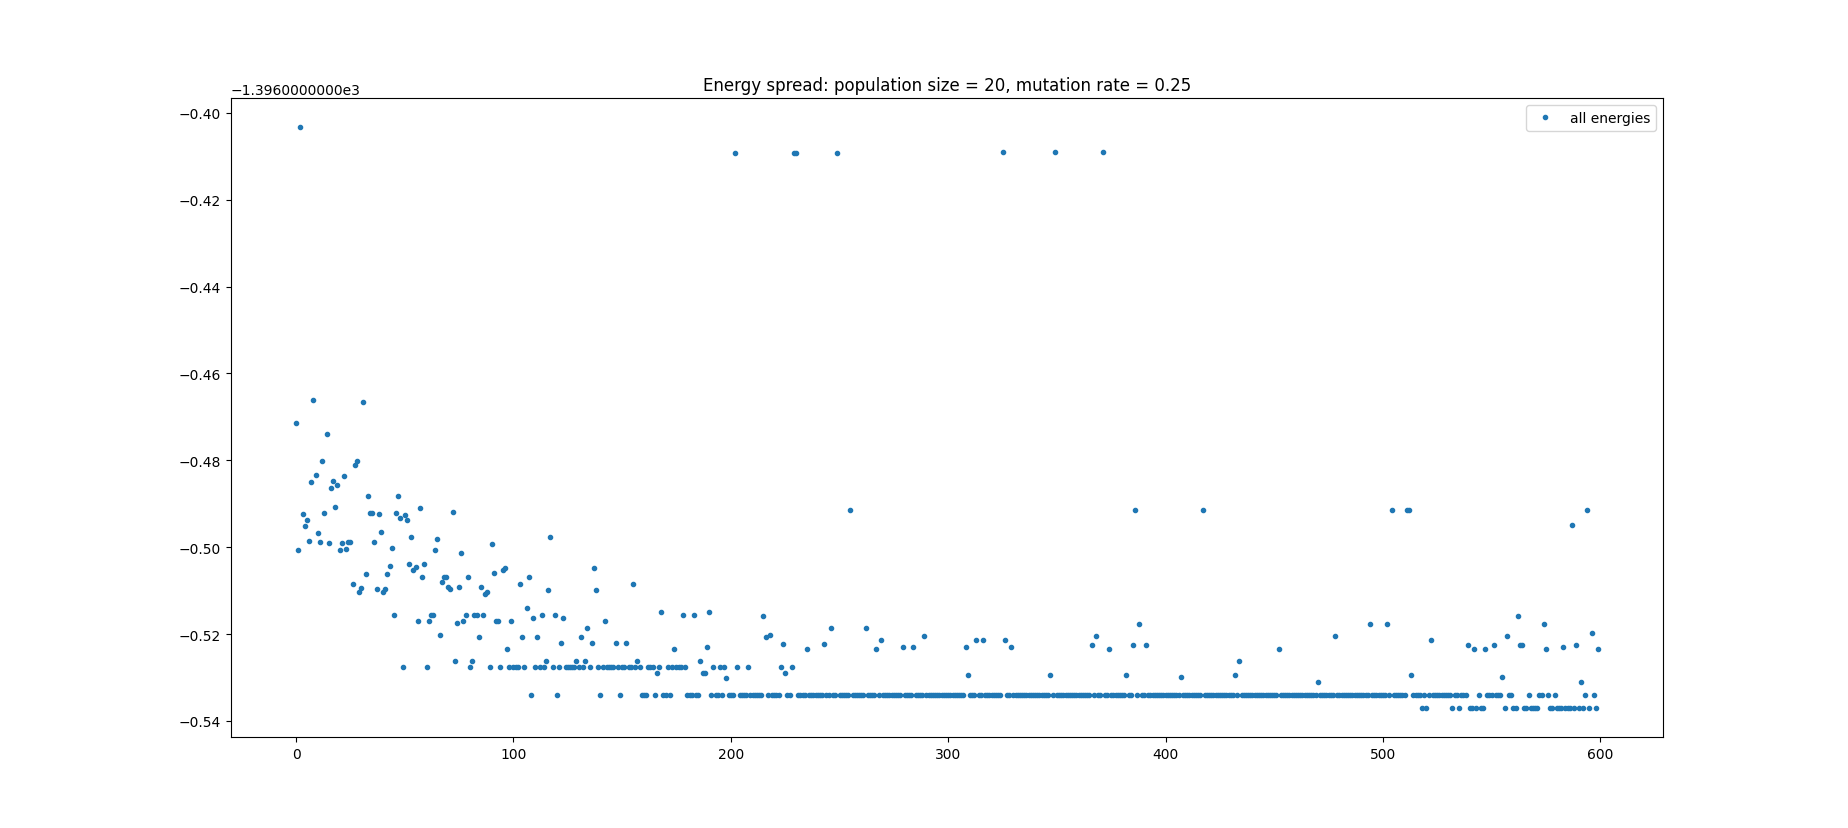 Energy spread: population size = 20, mutation rate = 0.25
−1.3960000000e3
all energies
−0.40
−0.42
−0.44
−0.46
−0.48
−0.50
−0.52
−0.54
0 100 200 300 400 500 600